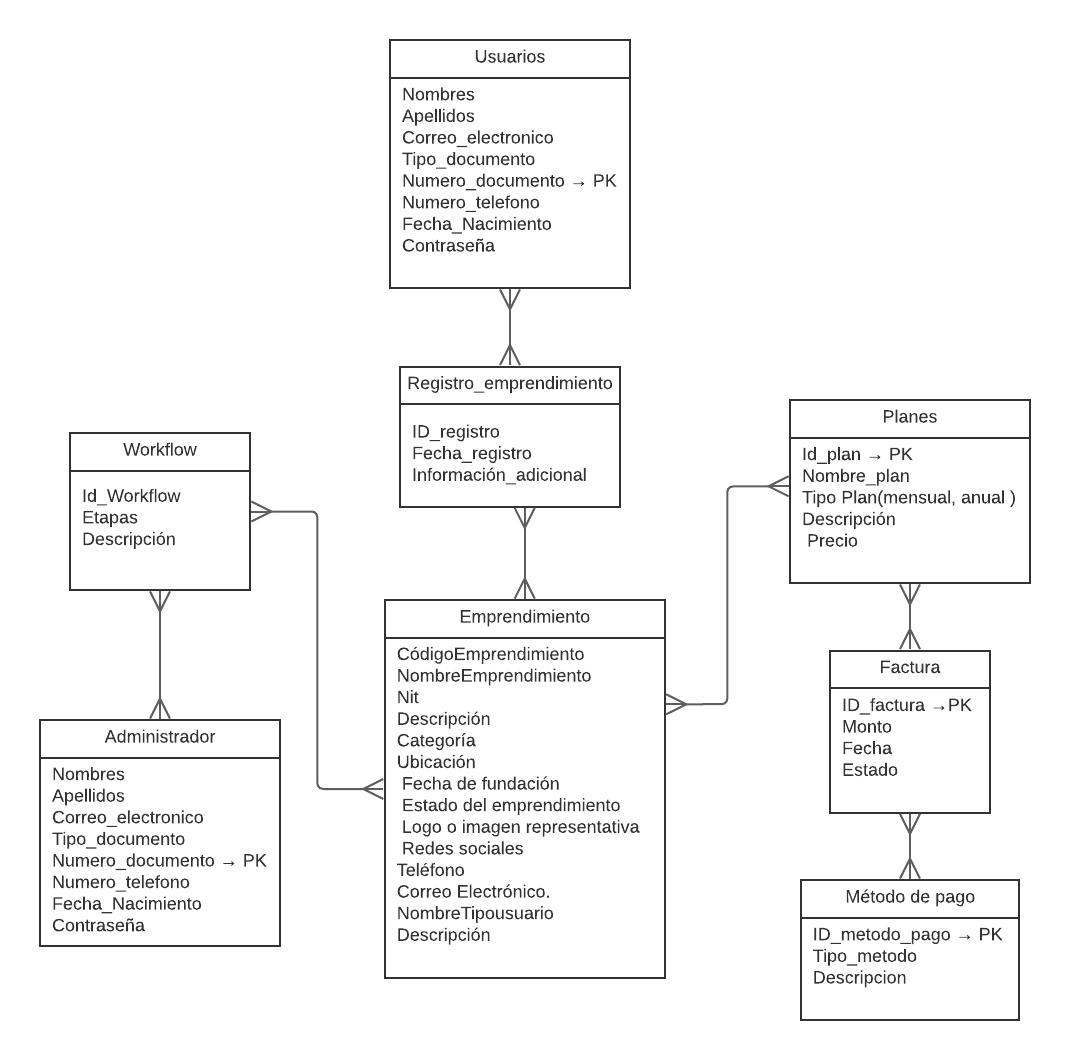 Usuarios
Nombres
Apellidos
Correo_electronico
Tipo_documento
Numero_documento → PK
Numero_telefono
Fecha_Nacimiento
Contraseña
Registro_emprendimiento
ID_registro
Fecha_registro
Información_adicional
Workflow
Id_Workflow
Etapas
Descripción
Planes
Id_plan → PK
Nombre_plan
Tipo Plan(mensual, anual )
Descripción
Precio
Emprendimiento
CódigoEmprendimiento
NombreEmprendimiento
Nit
Descripción
Categoría
Ubicación
Fecha de fundación
Estado del emprendimiento
Logo o imagen representativa
Redes sociales
Teléfono
Correo Electrónico.
NombreTipousuario
Descripción
Factura
ID_factura →PK
Monto
Fecha
Estado
Administrador
Nombres
Apellidos
Correo_electronico
Tipo_documento
Numero_documento → PK
Numero_telefono
Fecha_Nacimiento
Contraseña
Método de pago
ID_metodo_pago → PK
Tipo_metodo
Descripcion